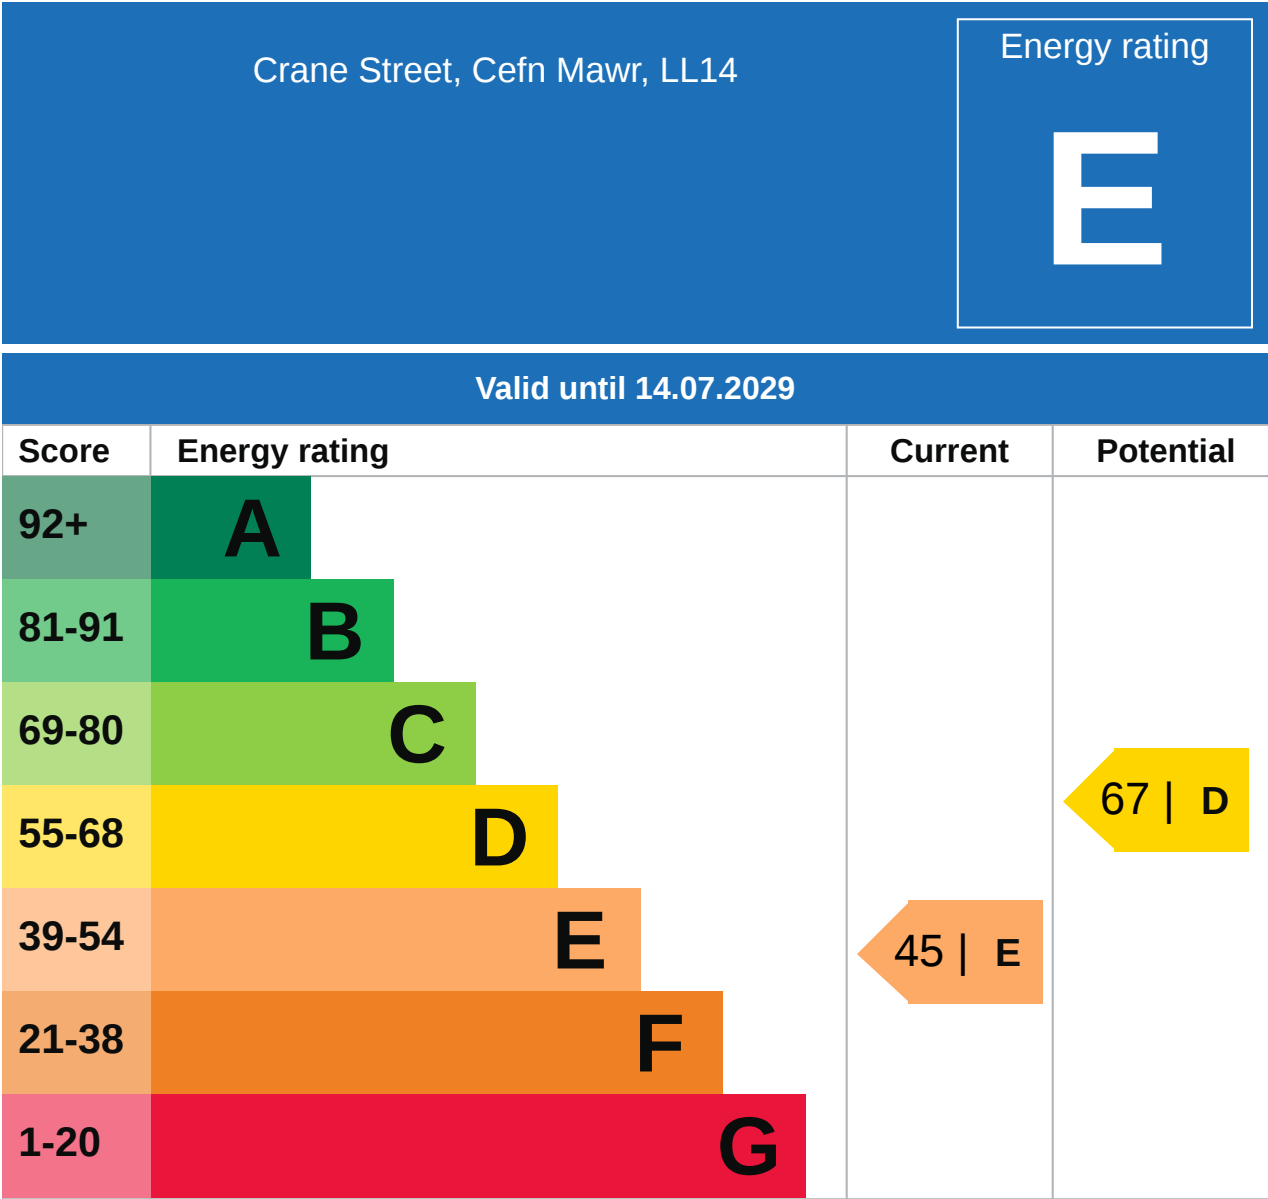 Crane Street, Cefn Mawr, LL14
Energy rating
E
Valid until 14.07.2029
Score Energy rating Current Potential
92+ A
81-91 B
69-80 C
67 | D
55-68 D
39-54 E
45 | E
21-38 F
1-20 G